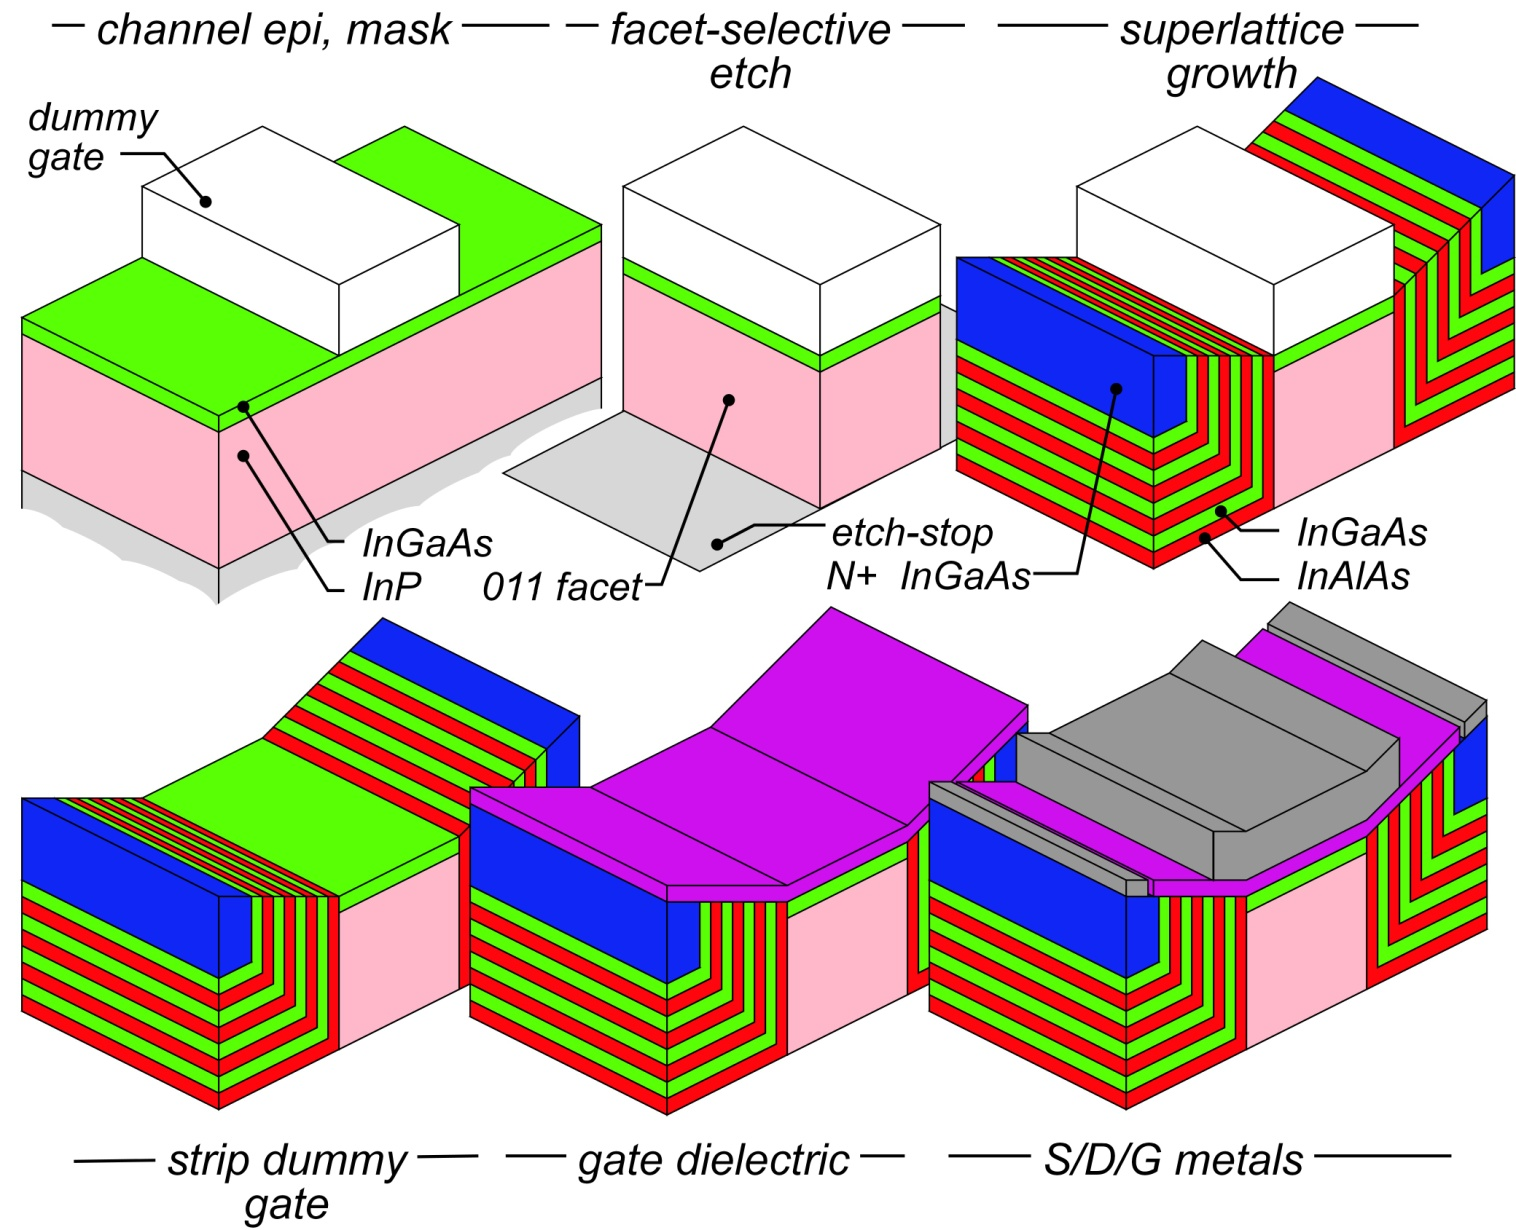 channel epi, mask
facet-selective
etch
superlattice
growth
dummy
gate
InGaAs
InP
011 facet
etch-stop
N+ InGaAs
InGaAs
InAlAs
strip dummy
gate
gate dielectric
S/D/G metals